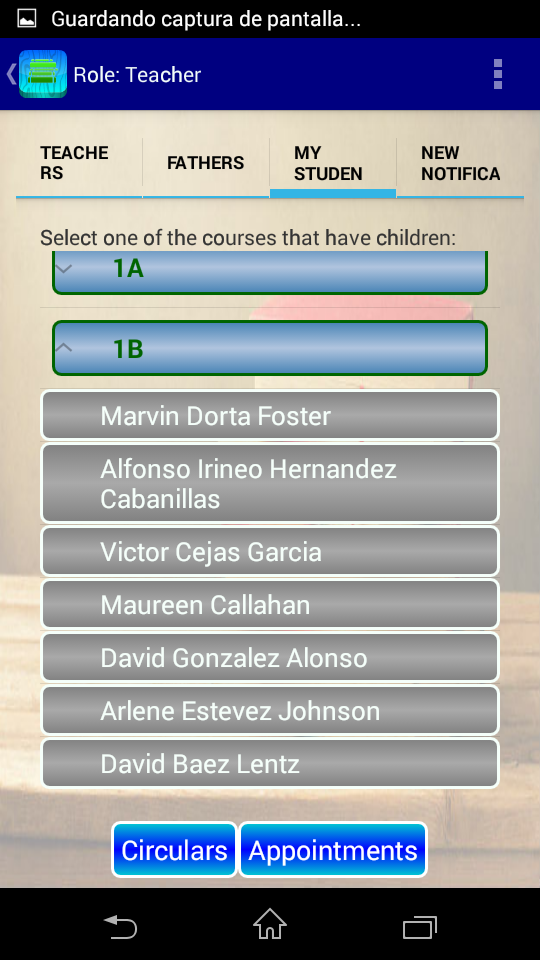 Guardando captura de pantalla...
Role: Teacher
TEACHE
RS
FATHERS
MY
STUDEN
NEW
NOTIFICA
Select one of the courses that have children:
1A
1B
Marvin Dorta Foster
Alfonso Irineo Hernandez
Cabanillas
Victor Cejas Garcia
Maureen Callahan
David Gonzalez Alonso
Arlene Estevez Johnson
David Baez Lentz
Circulars
Appointments